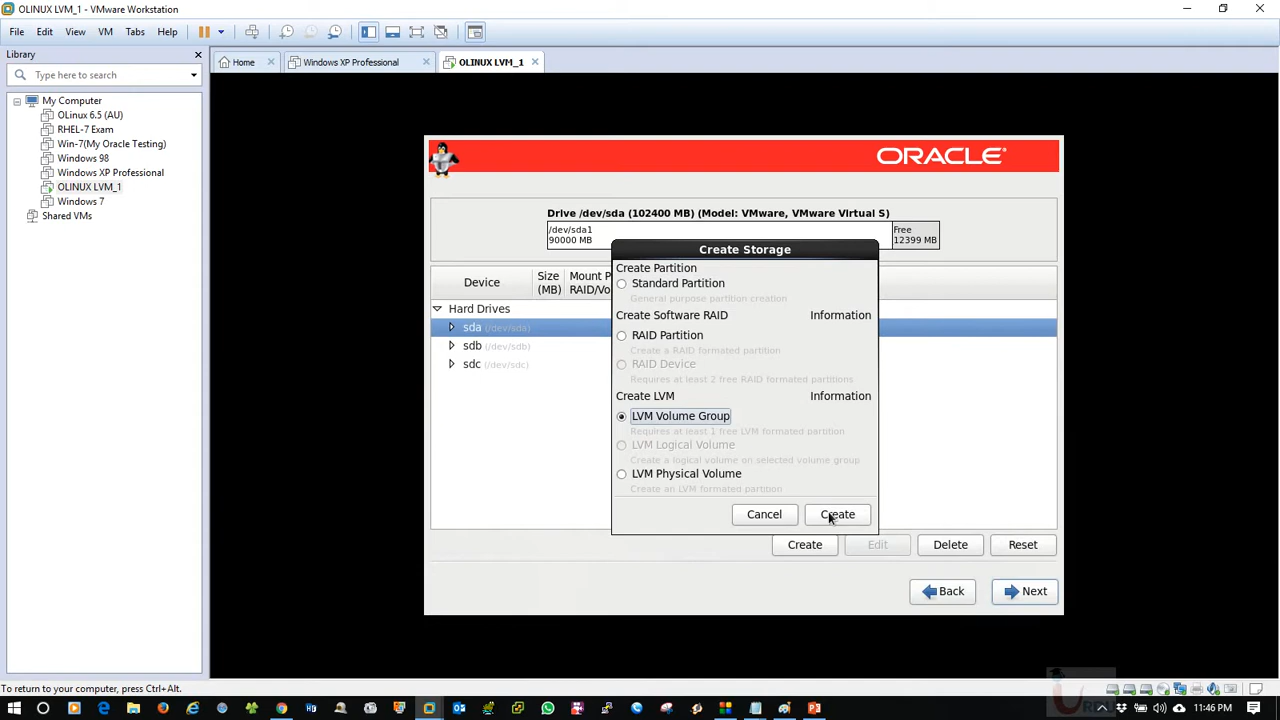 OLINUX LVM_1 - VMware Workstation
File Edit View VM Tabs Help
Library
Type here to search
My Computer
OLinux 6.5 (AU)
RHEL-7 Exam
Win-7(My Oracle Testing)
Windows 98
Windows XP Professional
OLINUX LVM_1
Windows 7
Shared VMs
Home Windows XP Professional OLINUX LVM_1
ORACLE
Drive /dev/sda (102400 MB) (Model: VMware, VMware Virtual S)
/dev/sda1
90000 MB
Free
12399 MB
Device
Size
(MB)
Mount P
RAID/Vo
Hard Drives
sda (/dev/sda)
sdb (/dev/sdb)
sdc (/dev/sdc)
Create Storage
Create Partition
Standard Partition
General purpose partition creation
Create Software RAID Information
RAID Partition
Create a RAID formated partition
RAID Device
Requires at least 2 free RAID formated partitions
Create LVM Information
LVM Volume Group
Requires at least 1 free LVM formated partition
LVM Logical Volume
Create a logical volume on selected volume group
LVM Physical Volume
Create an LVM formated partition
Cancel Create
Create Edit Delete Reset
Back Next
To return to your computer, press Ctrl+Alt.
11:46 PM